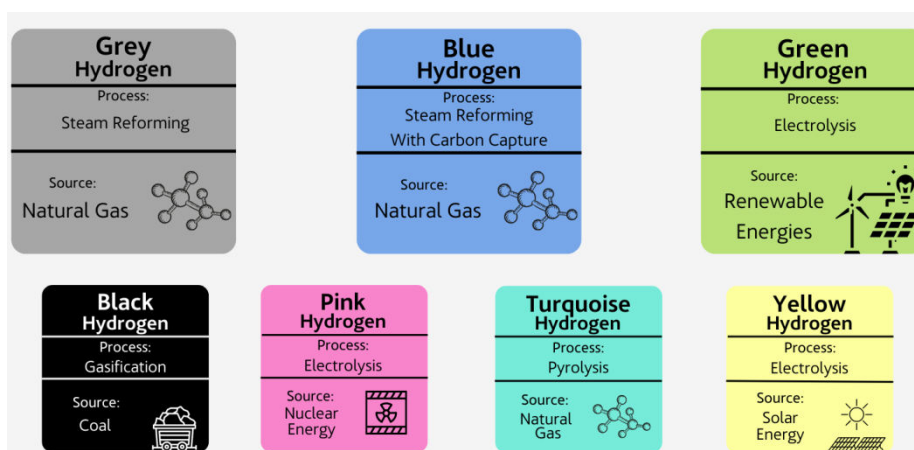 Grey
Hydrogen
Process:
Steam Reforming
Source:
Natural Gas
Blue
Hydrogen
Process:
Steam Reforming
With Carbon Capture
Source:
Natural Gas
Green
Hydrogen
Process:
Electrolysis
Source:
Renewable
Energies
Black
Hydrogen
Process:
Gasification
Source:
Coal
Pink
Hydrogen
Process:
Electrolysis
Source:
Nuclear
Energy
Turquoise
Hydrogen
Process:
Pyrolysis
Source:
Natural
Gas
Yellow
Hydrogen
Process:
Electrolysis
Source:
Solar
Energy